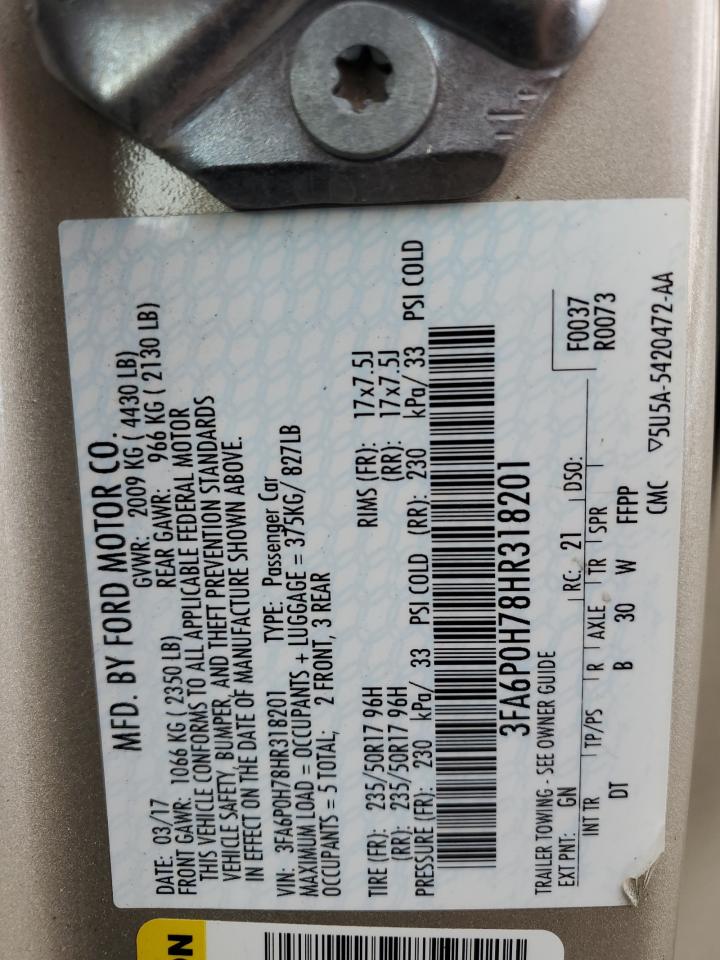 MFD. BY FORD MOTOR CO.
DATE: 03/17 GVWR: 2009 KG ( 4430 LB)
FRONT GAWR: 1066 KG ( 2350 LB) REAR GAWR: 966 KG ( 2130 LB)
THIS VEHICLE CONFORMS TO ALL APPLICABLE FEDERAL MOTOR
VEHICLE SAFETY, BUMPER, AND THEFT PREVENTION STANDARDS
IN EFFECT ON THE DATE OF MANUFACTURE SHOWN ABOVE.
VIN: 3FA6P0H78HR318201 TYPE: Passenger Car
MAXIMUM LOAD = OCCUPANTS + LUGGAGE = 375KG/ 827LB
OCCUPANTS = 5 TOTAL; 2 FRONT, 3 REAR
TIRE (FR): 235/50R17 96H RIMS (FR): 17x7.5J
(RR): 235/50R17 96H (RR): 17x7.5J
PRESSURE (FR): 230 kPa/ 33 PSI COLD (RR): 230 kPa/ 33 PSI COLD
3FA6P0H78HR318201
TRAILER TOWING - SEE OWNER GUIDE
F0037
R0073
EXT PNT: GN RC: 21 DSO:
INT TR TP/PS R AXLE TR SPR
DT B 30 W FFPP
CMC ▽5U5A-5420472-AA
ON